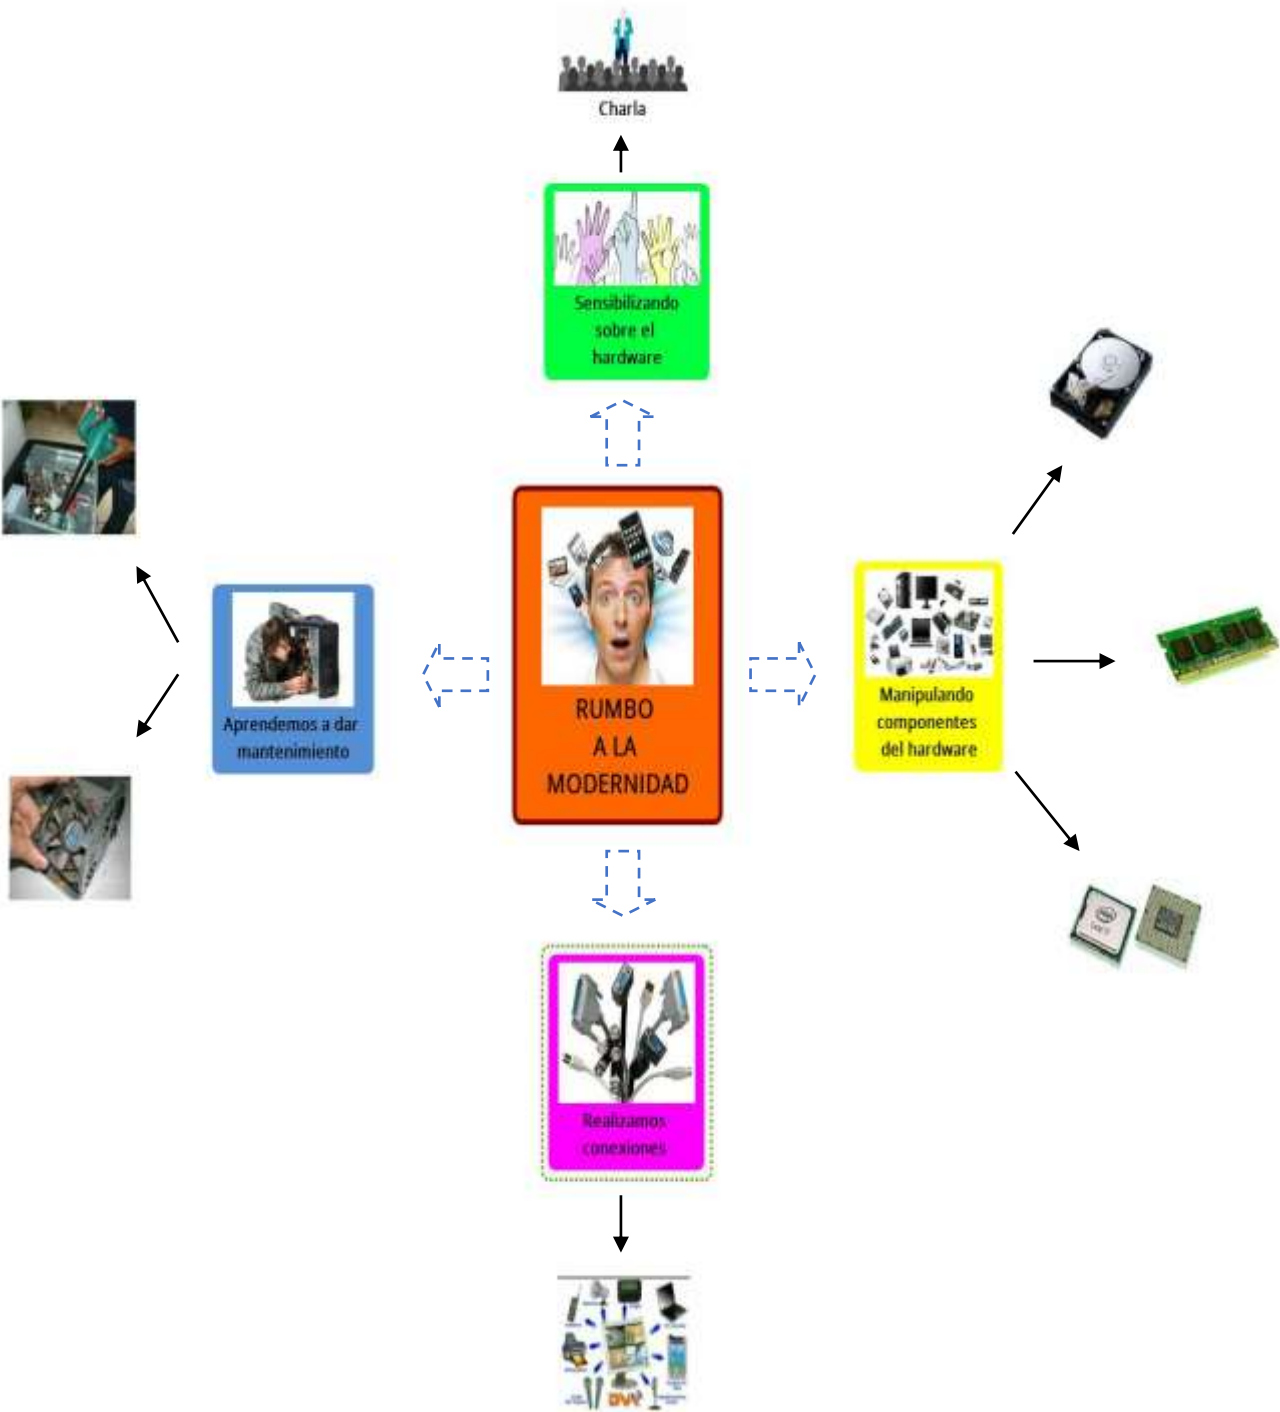 Charla
Sensibilizando
sobre el
hardware
RUMBO
A LA
MODERNIDAD
Aprendemos a dar
mantenimiento
Manipulando
componentes
del hardware
Realizamos
conexiones